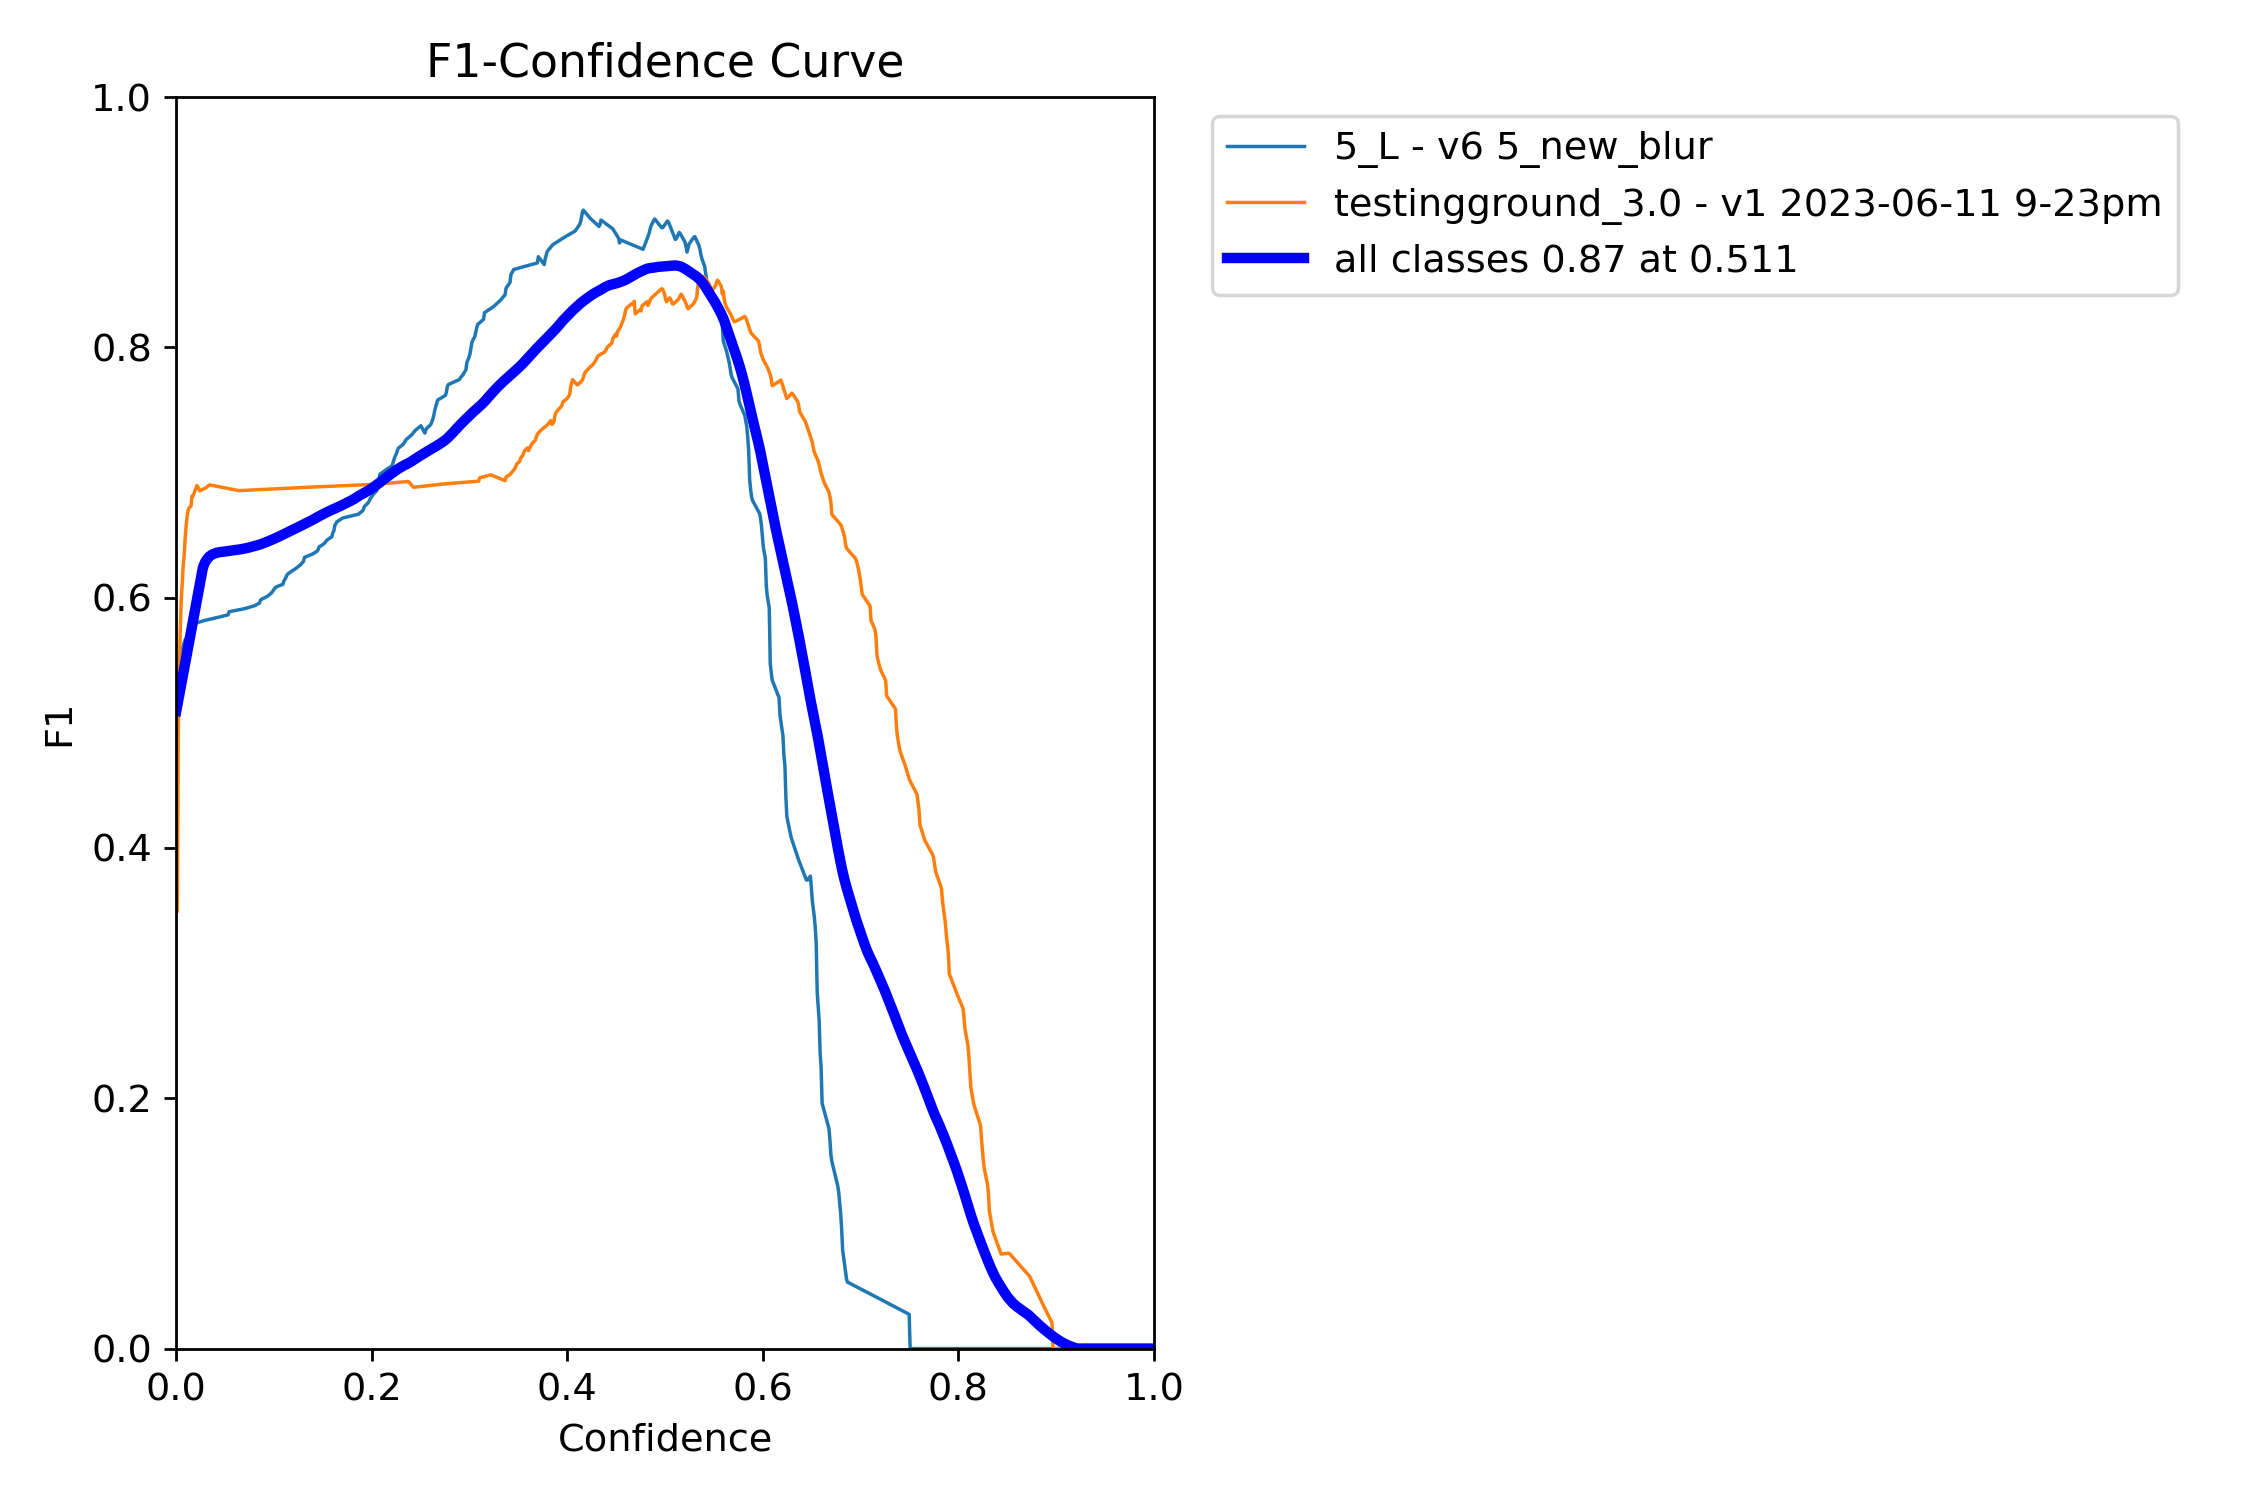 F1-Confidence Curve
1.0
0.8
0.6
0.4
0.2
0.0
F1
0.0 0.2 0.4 0.6 0.8 1.0
Confidence
5_L - v6 5_new_blur
testingground_3.0 - v1 2023-06-11 9-23pm
all classes 0.87 at 0.511